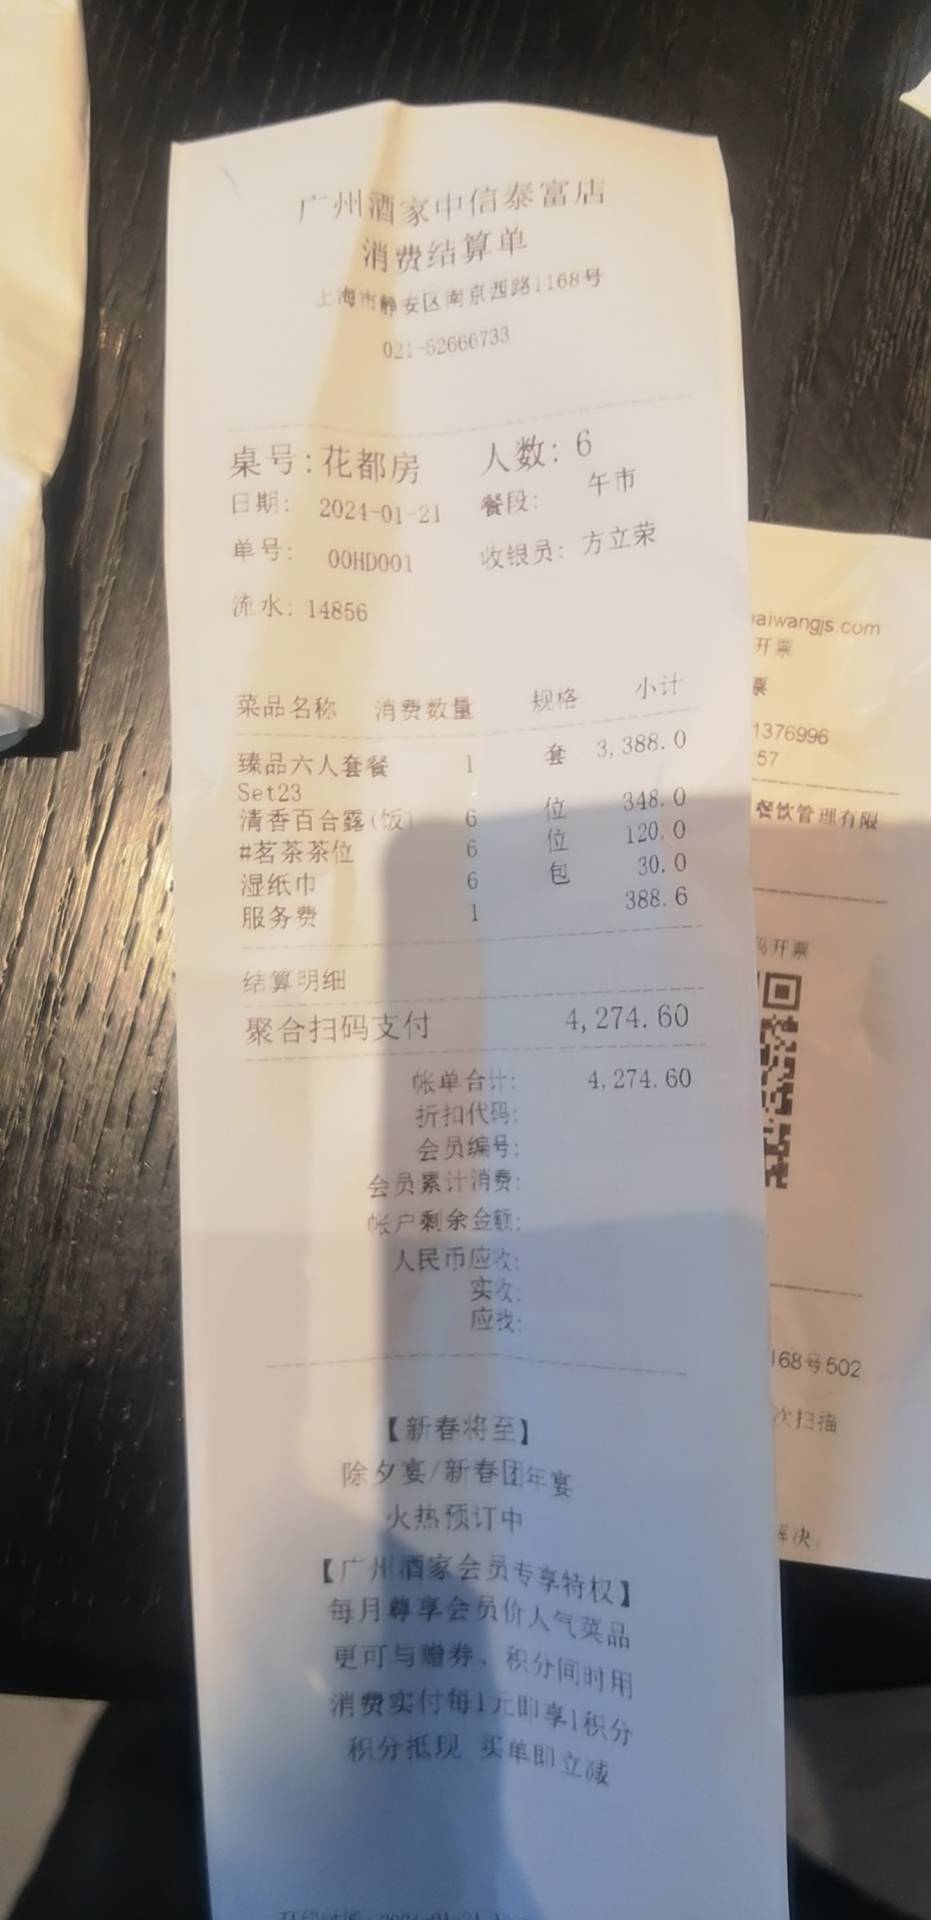 广州酒家中信泰富店
消费结算单
上海市静安区南京西路1168号
021-52666733
桌号:花都房 人数: 6
日期: 2024-01-21 餐段: 午市
单号: 00HD001 收银员: 方立荣
流水: 14856
菜品名称 消费数量 规格 小计
臻品六人套餐 1 套 3,388.0
Set23
清香百合露(饭) 6 位 348.0
#茗茶茶位 6 位 120.0
湿纸巾 6 包 30.0
服务费 1 388.6
结算明细
聚合扫码支付 4,274.60
帐单合计: 4,274.60
折扣代码:
会员编号:
会员累计消费:
帐户剩余金额:
人民币应收:
实收:
应找:
【新春将至】
除夕宴/新春团年宴
火热预订中
【广州酒家会员专享特权】
每月尊享会员价人气菜品
更可与赠券、积分同时用
消费实付每1元即享1积分
积分抵现 买单即立减
aiwangjs.com
开票
票
1376996
:57
餐饮管理有限
码开票
168号502
次扫描
解决。